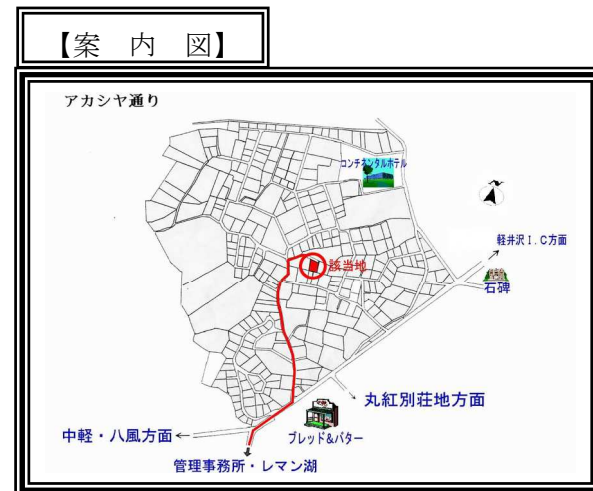 【案 内 図】
アカシヤ通り
コンチネンタルホテル
軽井沢I.C方面
該当地
石碑
丸紅別荘地方面
中軽・八風方面
ブレッド&バター
管理事務所・レマン湖